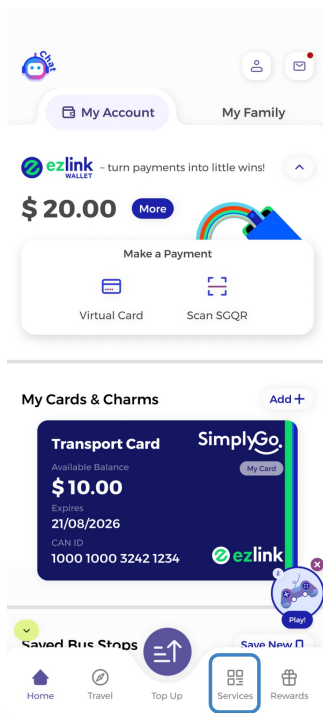 Chat
My Account My Family
ezlink WALLET – turn payments into little wins!
$ 20.00 More
Make a Payment
Virtual Card Scan SGQR
My Cards & Charms Add +
Transport Card SimplyGo.
Available Balance My Card
$ 10.00
Expires
21/08/2026
CAN ID
1000 1000 3242 1234 ezlink
2
Play!
Saved Bus Stops Save New
Home Travel Top Up Services Rewards